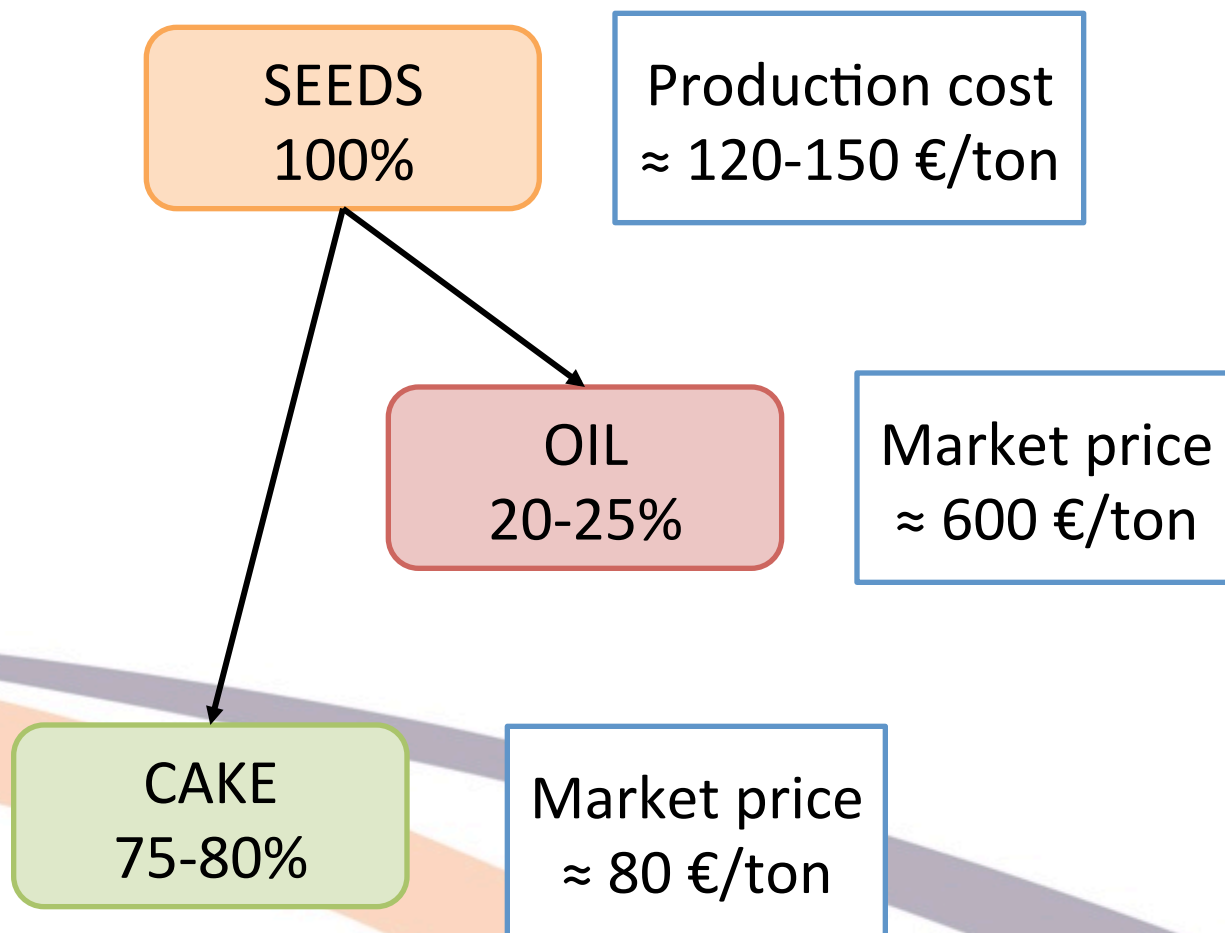 SEEDS
100%
Production cost
≈ 120-150 €/ton
OIL
20-25%
Market price
≈ 600 €/ton
CAKE
75-80%
Market price
≈ 80 €/ton